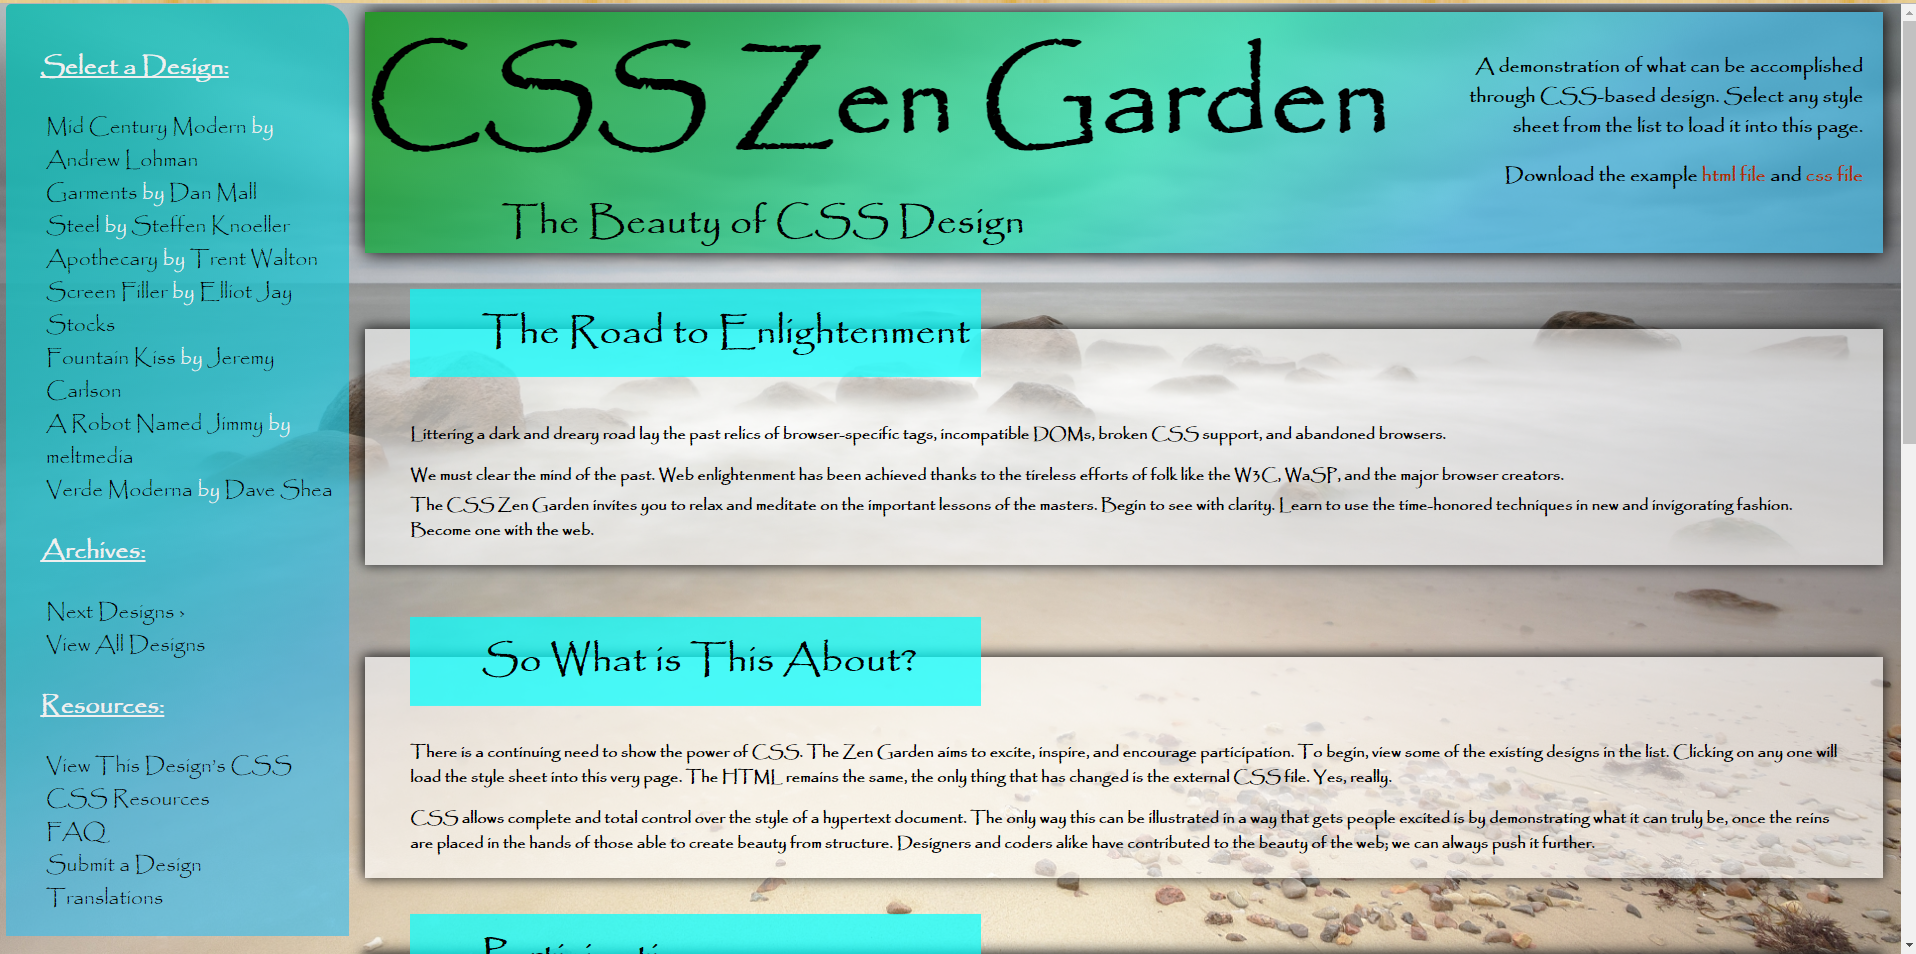 Select a Design:
Mid Century Modern by
Andrew Lohman
Garments by Dan Mall
Steel by Steffen Knoeller
Apothecary by Trent Walton
Screen Filler by Elliot Jay
Stocks
Fountain Kiss by Jeremy
Carlson
A Robot Named Jimmy by
meltmedia
Verde Moderna by Dave Shea
Archives:
Next Designs ›
View All Designs
Resources:
View This Design's CSS
CSS Resources
FAQ
Submit a Design
Translations
CSS Zen Garden
The Beauty of CSS Design
A demonstration of what can be accomplished
through CSS-based design. Select any style
sheet from the list to load it into this page.
Download the example html file and css file
The Road to Enlightenment
Littering a dark and dreary road lay the past relics of browser-specific tags, incompatible DOMs, broken CSS support, and abandoned browsers.
We must clear the mind of the past. Web enlightenment has been achieved thanks to the tireless efforts of folk like the W3C, WaSP, and the major browser creators.
The CSS Zen Garden invites you to relax and meditate on the important lessons of the masters. Begin to see with clarity. Learn to use the time-honored techniques in new and invigorating fashion.
Become one with the web.
So What is This About?
There is a continuing need to show the power of CSS. The Zen Garden aims to excite, inspire, and encourage participation. To begin, view some of the existing designs in the list. Clicking on any one will
load the style sheet into this very page. The HTML remains the same, the only thing that has changed is the external CSS file. Yes, really.
CSS allows complete and total control over the style of a hypertext document. The only way this can be illustrated in a way that gets people excited is by demonstrating what it can truly be, once the reins
are placed in the hands of those able to create beauty from structure. Designers and coders alike have contributed to the beauty of the web; we can always push it further.